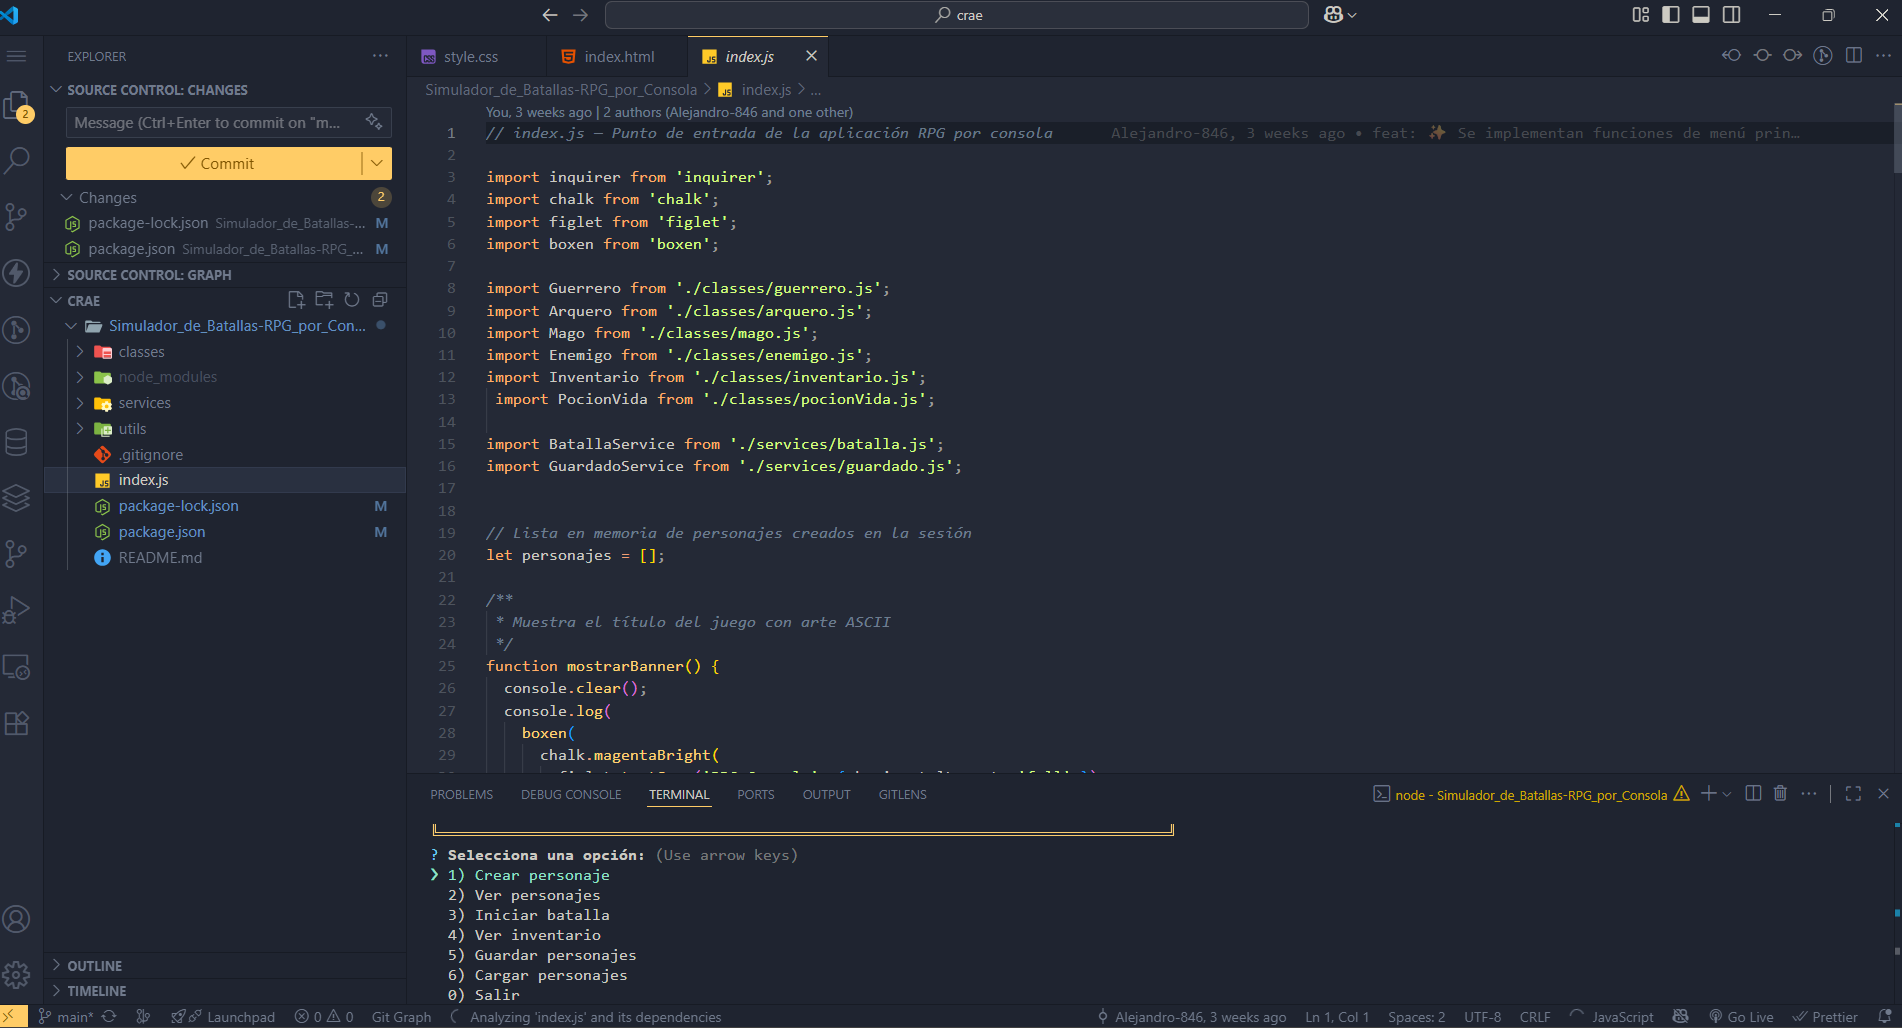 crae
EXPLORER
SOURCE CONTROL: CHANGES
Message (Ctrl+Enter to commit on "m...
Commit
Changes 2
package-lock.json Simulador_de_Batallas-... M
package.json Simulador_de_Batallas-RPG_... M
SOURCE CONTROL: GRAPH
CRAE
Simulador_de_Batallas-RPG_por_Con...
classes
node_modules
services
utils
.gitignore
index.js
package-lock.json M
package.json M
README.md
OUTLINE
TIMELINE
2
style.css index.html index.js
Simulador_de_Batallas-RPG_por_Consola > index.js > ...
You, 3 weeks ago | 2 authors (Alejandro-846 and one other)
1 // index.js — Punto de entrada de la aplicación RPG por consola Alejandro-846, 3 weeks ago • feat: ✨ Se implementan funciones de menú prin…
2
3 import inquirer from 'inquirer';
4 import chalk from 'chalk';
5 import figlet from 'figlet';
6 import boxen from 'boxen';
7
8 import Guerrero from './classes/guerrero.js';
9 import Arquero from './classes/arquero.js';
10 import Mago from './classes/mago.js';
11 import Enemigo from './classes/enemigo.js';
12 import Inventario from './classes/inventario.js';
13 import PocionVida from './classes/pocionVida.js';
14
15 import BatallaService from './services/batalla.js';
16 import GuardadoService from './services/guardado.js';
17
18
19 // Lista en memoria de personajes creados en la sesión
20 let personajes = [];
21
22 /**
23 * Muestra el título del juego con arte ASCII
24 */
25 function mostrarBanner() {
26 console.clear();
27 console.log(
28 boxen(
29 chalk.magentaBright(
PROBLEMS DEBUG CONSOLE TERMINAL PORTS OUTPUT GITLENS
node - Simulador_de_Batallas-RPG_por_Consola
? Selecciona una opción: (Use arrow keys)
❯ 1) Crear personaje
2) Ver personajes
3) Iniciar batalla
4) Ver inventario
5) Guardar personajes
6) Cargar personajes
0) Salir
main* Launchpad 0 0 Git Graph Analyzing 'index.js' and its dependencies Alejandro-846, 3 weeks ago Ln 1, Col 1 Spaces: 2 UTF-8 CRLF JavaScript Go Live Prettier